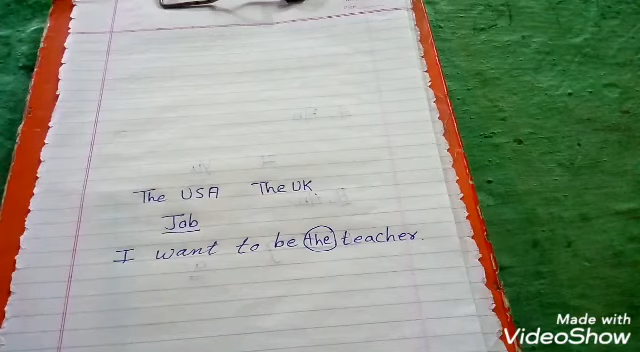 The USA The UK.
Job
I want to be the teacher.
Made with
VideoShow